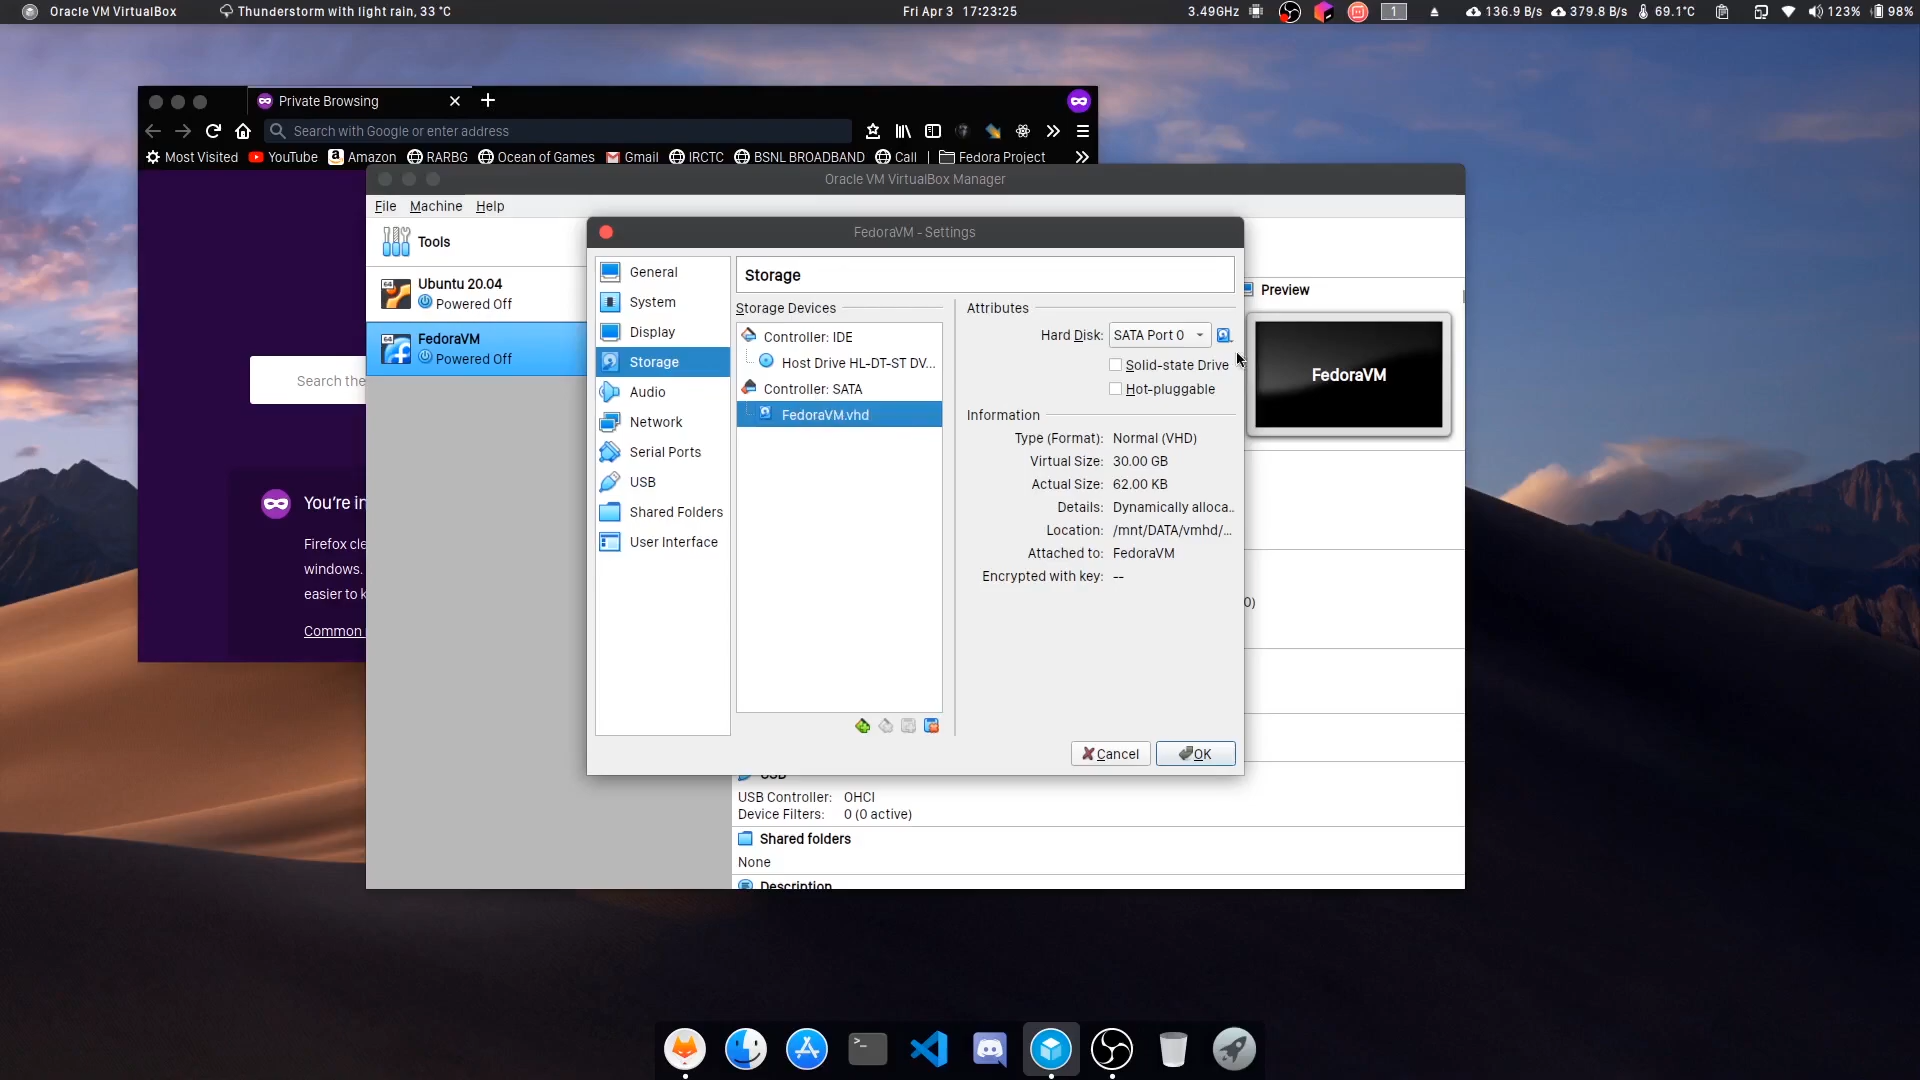 Oracle VM VirtualBox
Thunderstorm with light rain, 33 °C
Fri Apr 3 17:23:25
3.49GHz
1
136.9 B/s
379.8 B/s
69.1°C
123%
98%
Private Browsing
Search with Google or enter address
Most Visited
YouTube
Amazon
RARBG
Ocean of Games
Gmail
IRCTC
BSNL BROADBAND
Call
Fedora Project
Search the
You're in
Firefox cle
windows.
easier to k
Common
Oracle VM VirtualBox Manager
File Machine Help
Tools
64
Ubuntu 20.04
Powered Off
64
FedoraVM
Powered Off
FedoraVM - Settings
General
System
Display
Storage
Audio
Network
Serial Ports
USB
Shared Folders
User Interface
Storage
Storage Devices
Controller: IDE
Host Drive HL-DT-ST DV...
Controller: SATA
FedoraVM.vhd
Attributes
Hard Disk: SATA Port 0
Solid-state Drive
Hot-pluggable
Information
Type (Format): Normal (VHD)
Virtual Size: 30.00 GB
Actual Size: 62.00 KB
Details: Dynamically alloca..
Location: /mnt/DATA/vmhd/...
Attached to: FedoraVM
Encrypted with key: --
Cancel
OK
Preview
FedoraVM
0)
USB
USB Controller: OHCI
Device Filters: 0 (0 active)
Shared folders
None
Description
>_